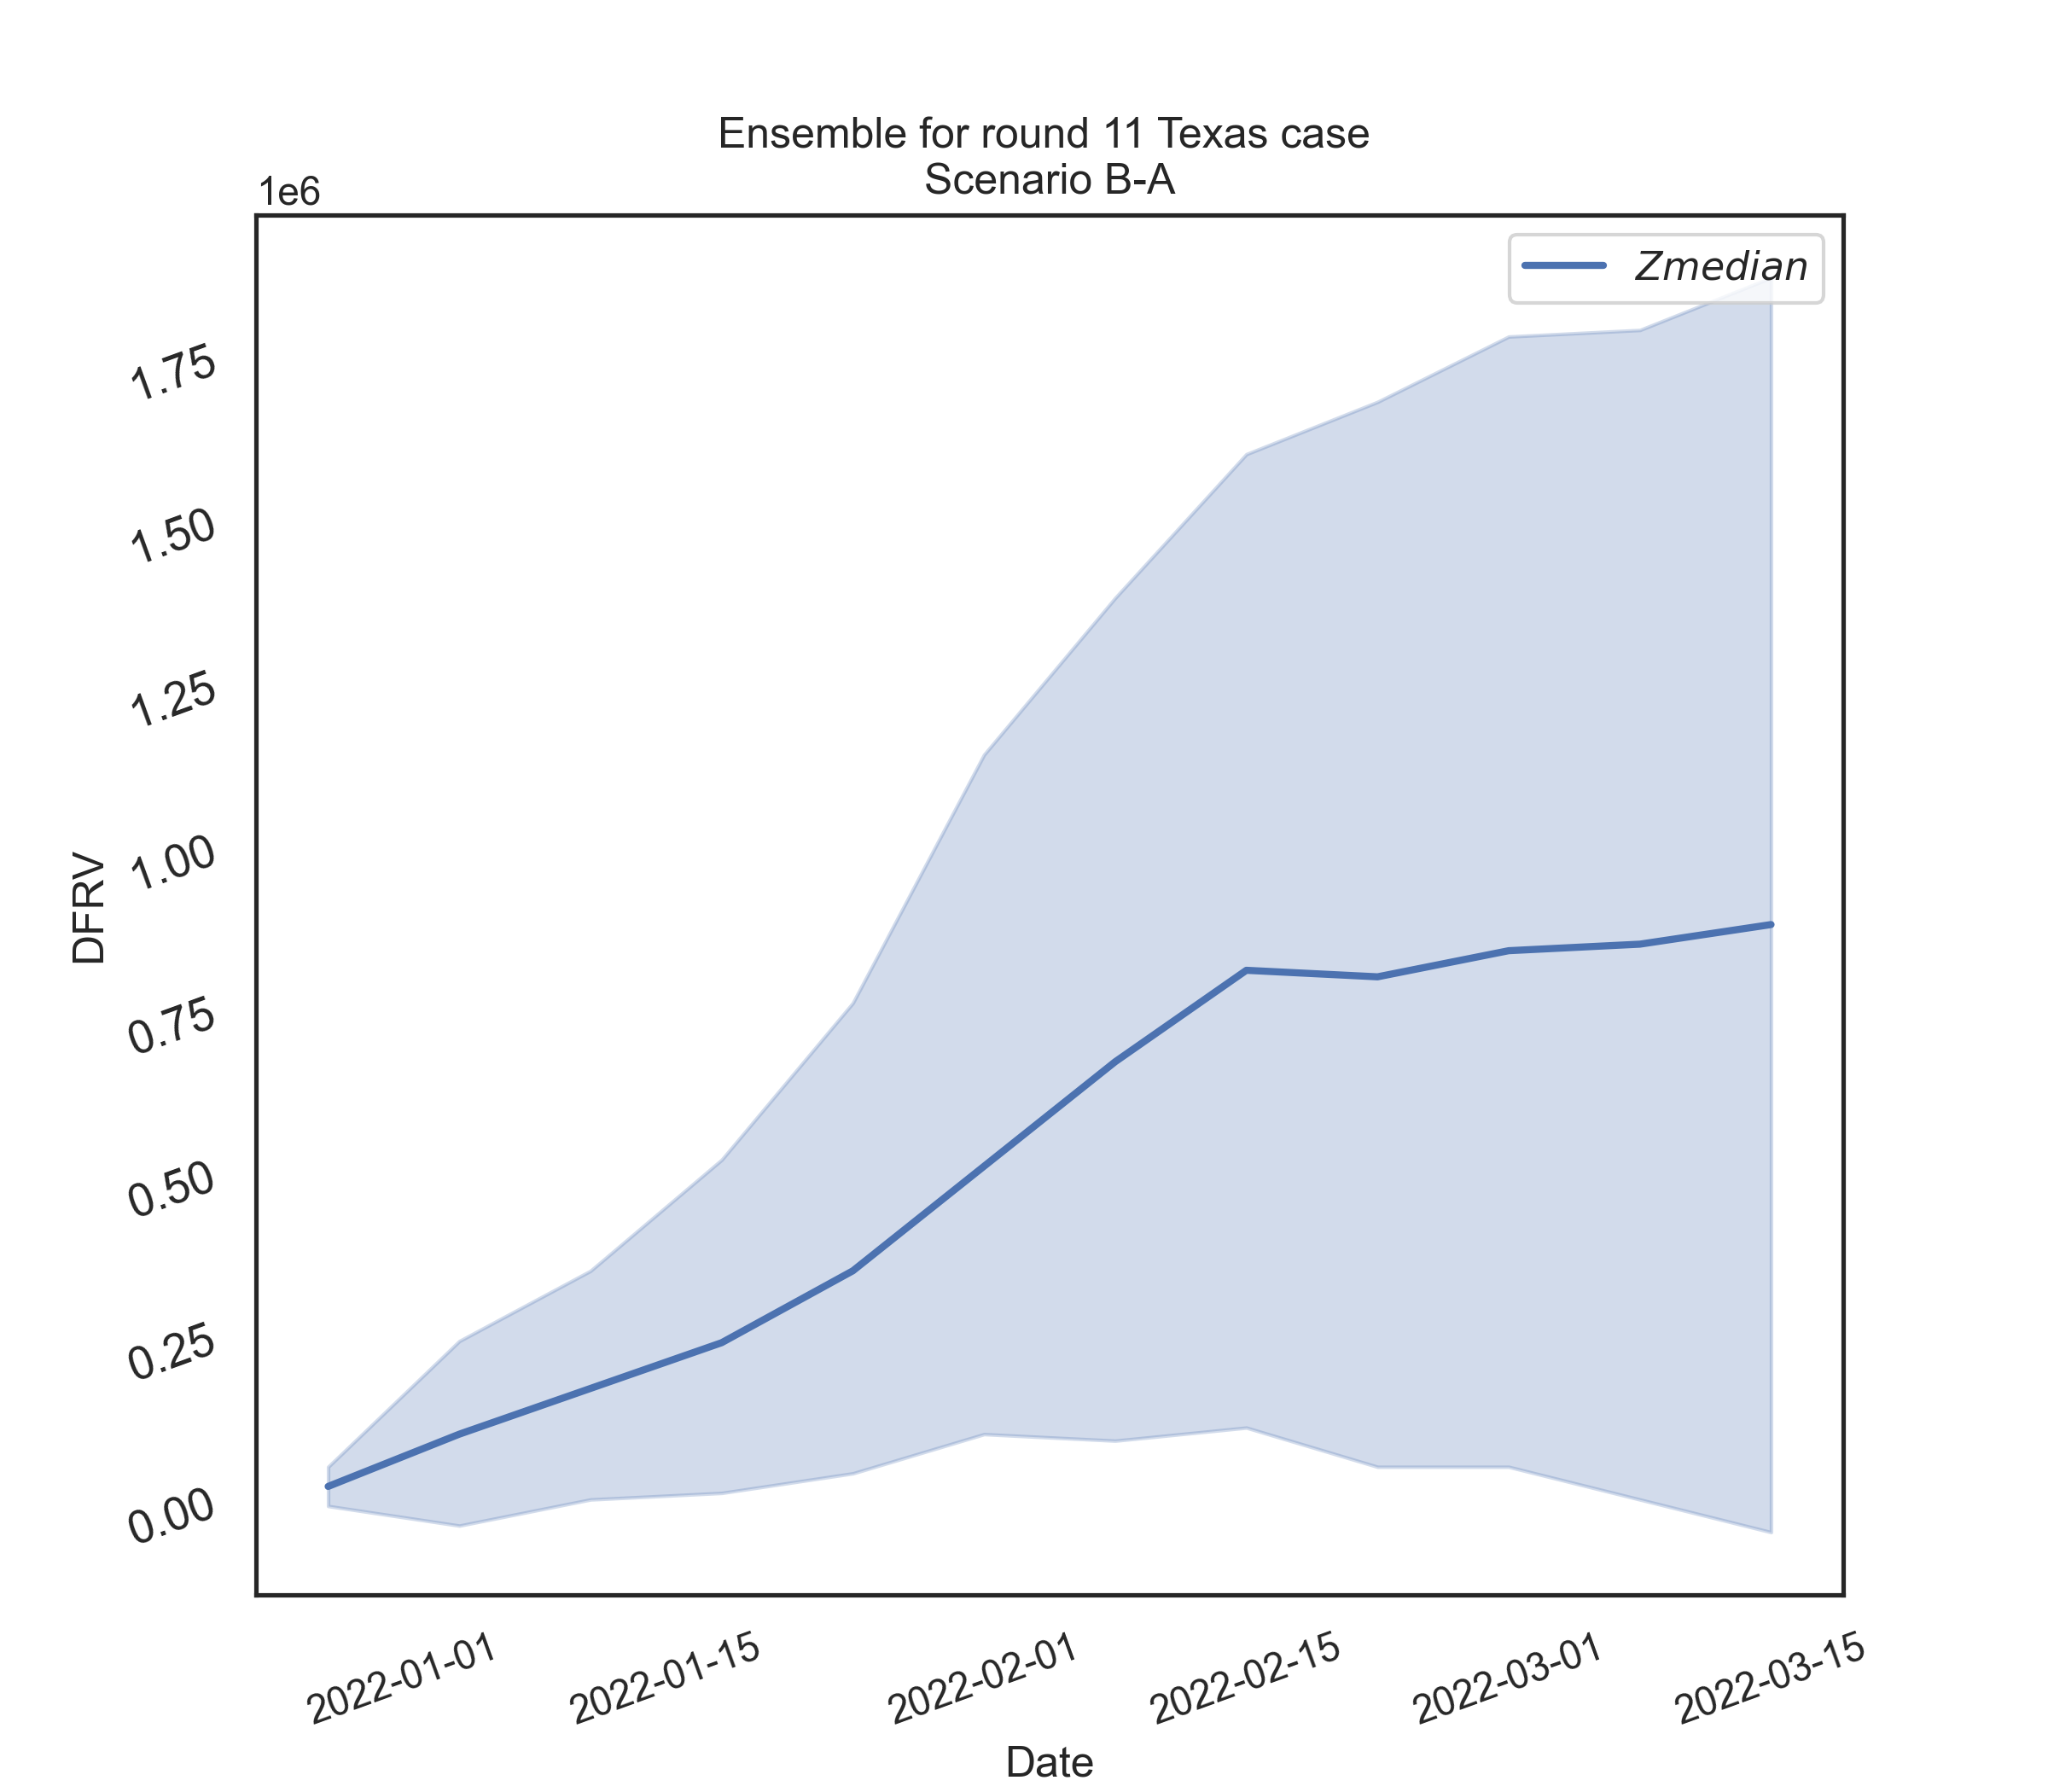 Ensemble for round 11 Texas case
Scenario B-A
1e6
Zmedian
1.75
1.50
1.25
1.00
0.75
0.50
0.25
0.00
DFRV
2022-01-01
2022-01-15
2022-02-01
2022-02-15
2022-03-01
2022-03-15
Date